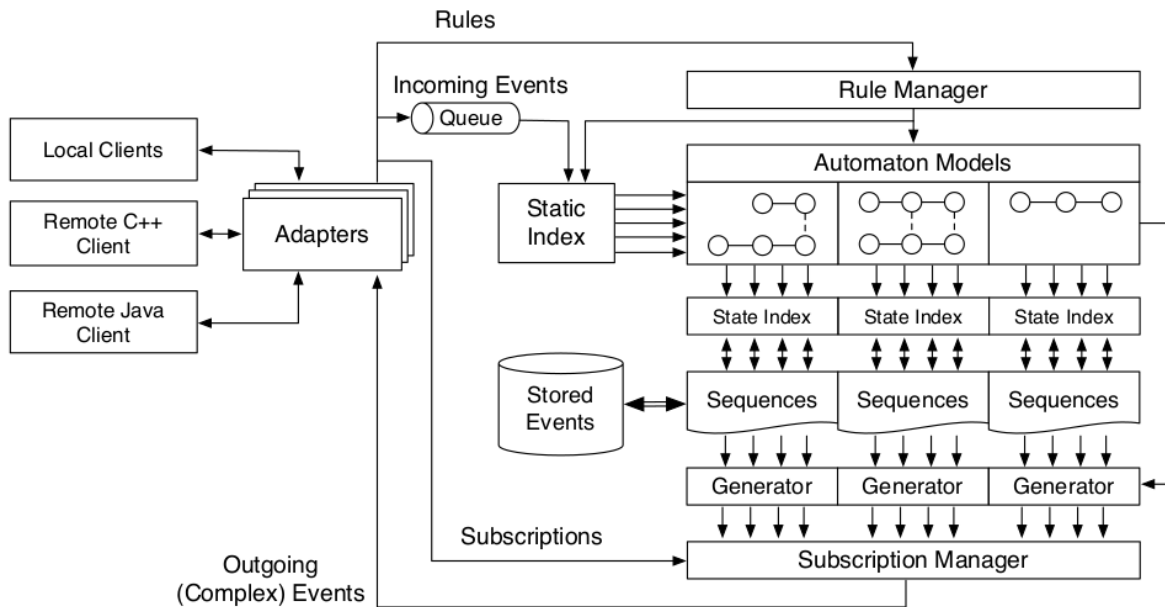 Rules
Incoming Events
Queue
Rule Manager
Local Clients
Automaton Models
Remote C++
Client
Adapters
Static
Index
Remote Java
Client
State Index
State Index
State Index
Stored
Events
Sequences
Sequences
Sequences
Generator
Generator
Generator
Subscriptions
Subscription Manager
Outgoing
(Complex) Events